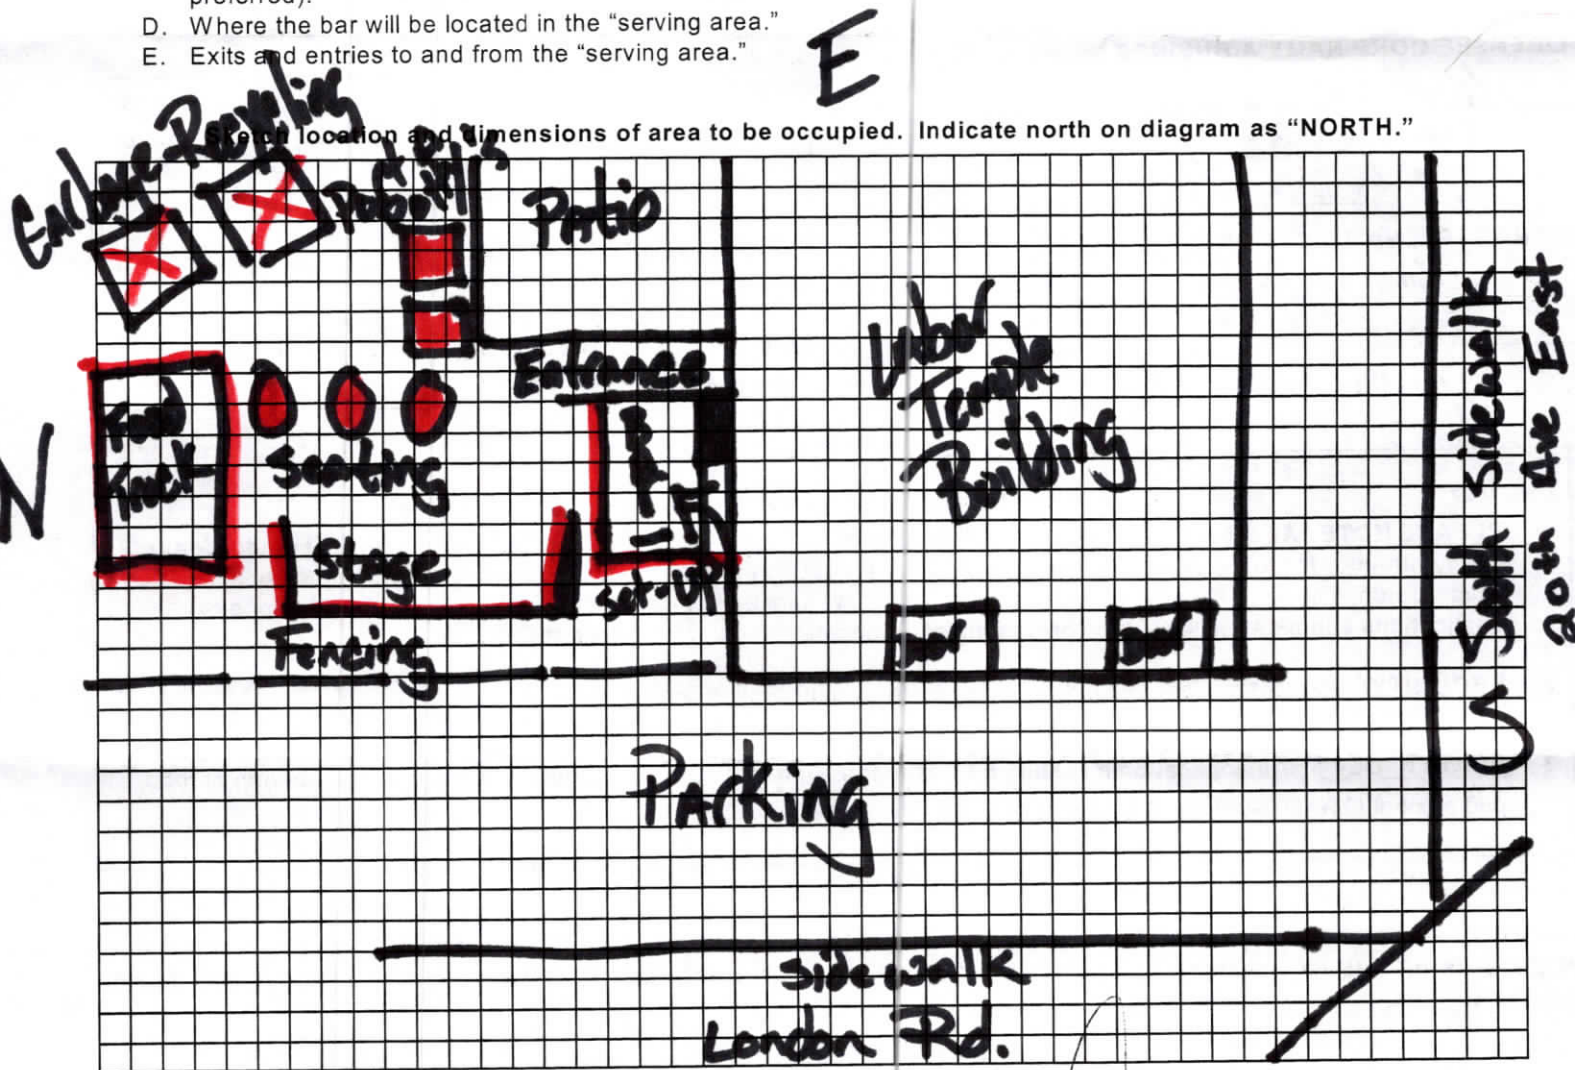 preferred).
D. Where the bar will be located in the “serving area.”
E. Exits and entries to and from the “serving area.”
E
Sketch location and dimensions of area to be occupied. Indicate north on diagram as “NORTH.”
Garbage
Recycling
Patio
Entrance
Labor
Temple
Building
Food
Truck
Seating
N
Stage
set-up
Fencing
Door
Door
Parking
Sidewalk
London Rd.
Sidewalk
20th Ave East
S